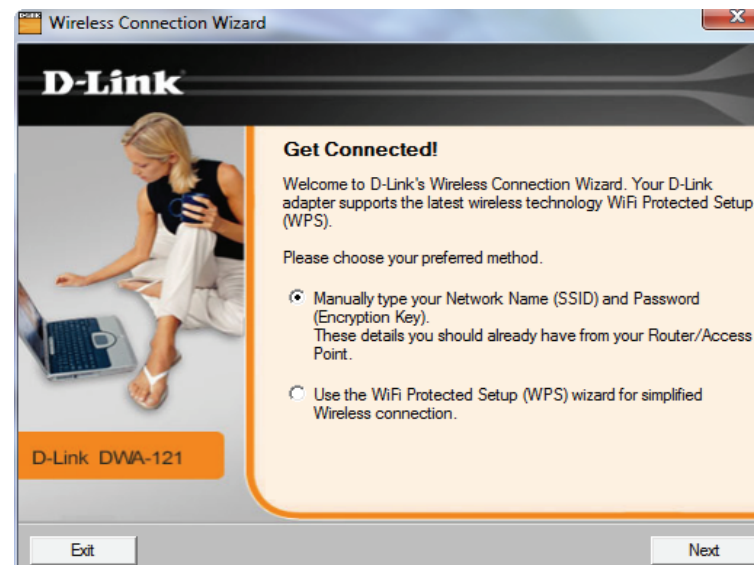 Wireless Connection Wizard
D-Link
Get Connected!
Welcome to D-Link's Wireless Connection Wizard. Your D-Link
adapter supports the latest wireless technology WiFi Protected Setup
(WPS).
Please choose your preferred method.
Manually type your Network Name (SSID) and Password
(Encryption Key).
These details you should already have from your Router/Access
Point.
Use the WiFi Protected Setup (WPS) wizard for simplified
Wireless connection.
D-Link DWA-121
Exit
Next